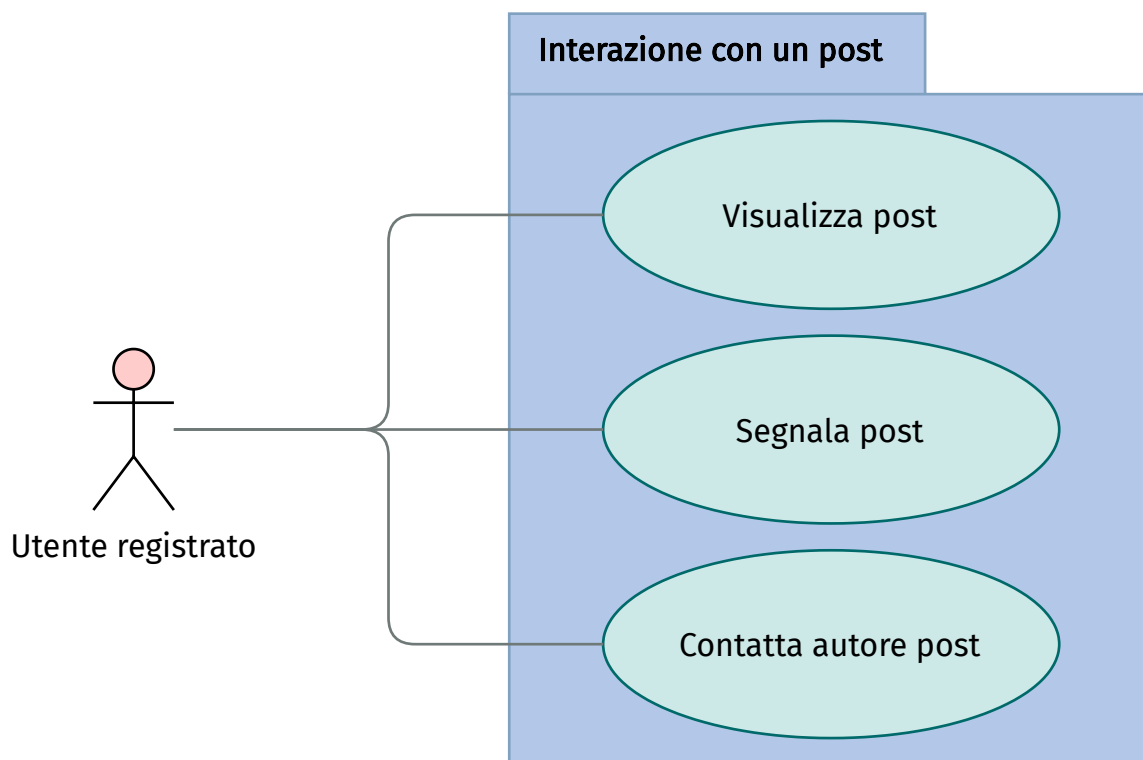 Interazione con un post
Visualizza post
Segnala post
Utente registrato
Contatta autore post